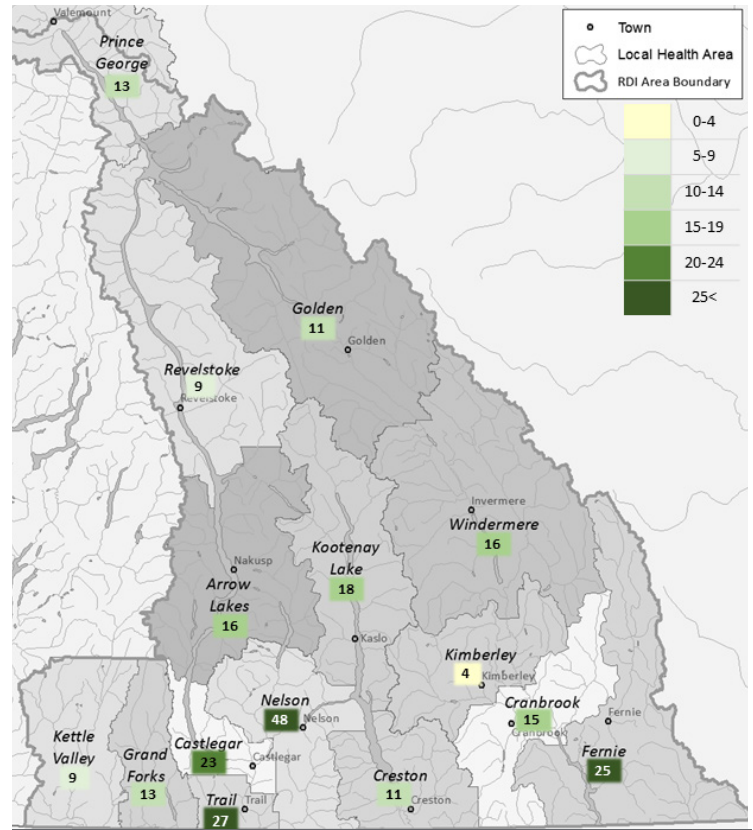 Valemount
Prince
George
13
Town
Local Health Area
RDI Area Boundary
0-4
5-9
10-14
15-19
20-24
25<
Golden
11
Golden
Revelstoke
9
Revelstoke
Invermere
Windermere
16
Kootenay
Lake
18
Nakusp
Arrow
Lakes
16
Kaslo
Kimberley
4
Kimberley
Nelson
48
Nelson
Cranbrook
15
Cranbrook
Fernie
Fernie
25
Kettle
Valley
9
Grand
Forks
13
Castlegar
23
Castlegar
Trail
27
Trail
Creston
11
Creston